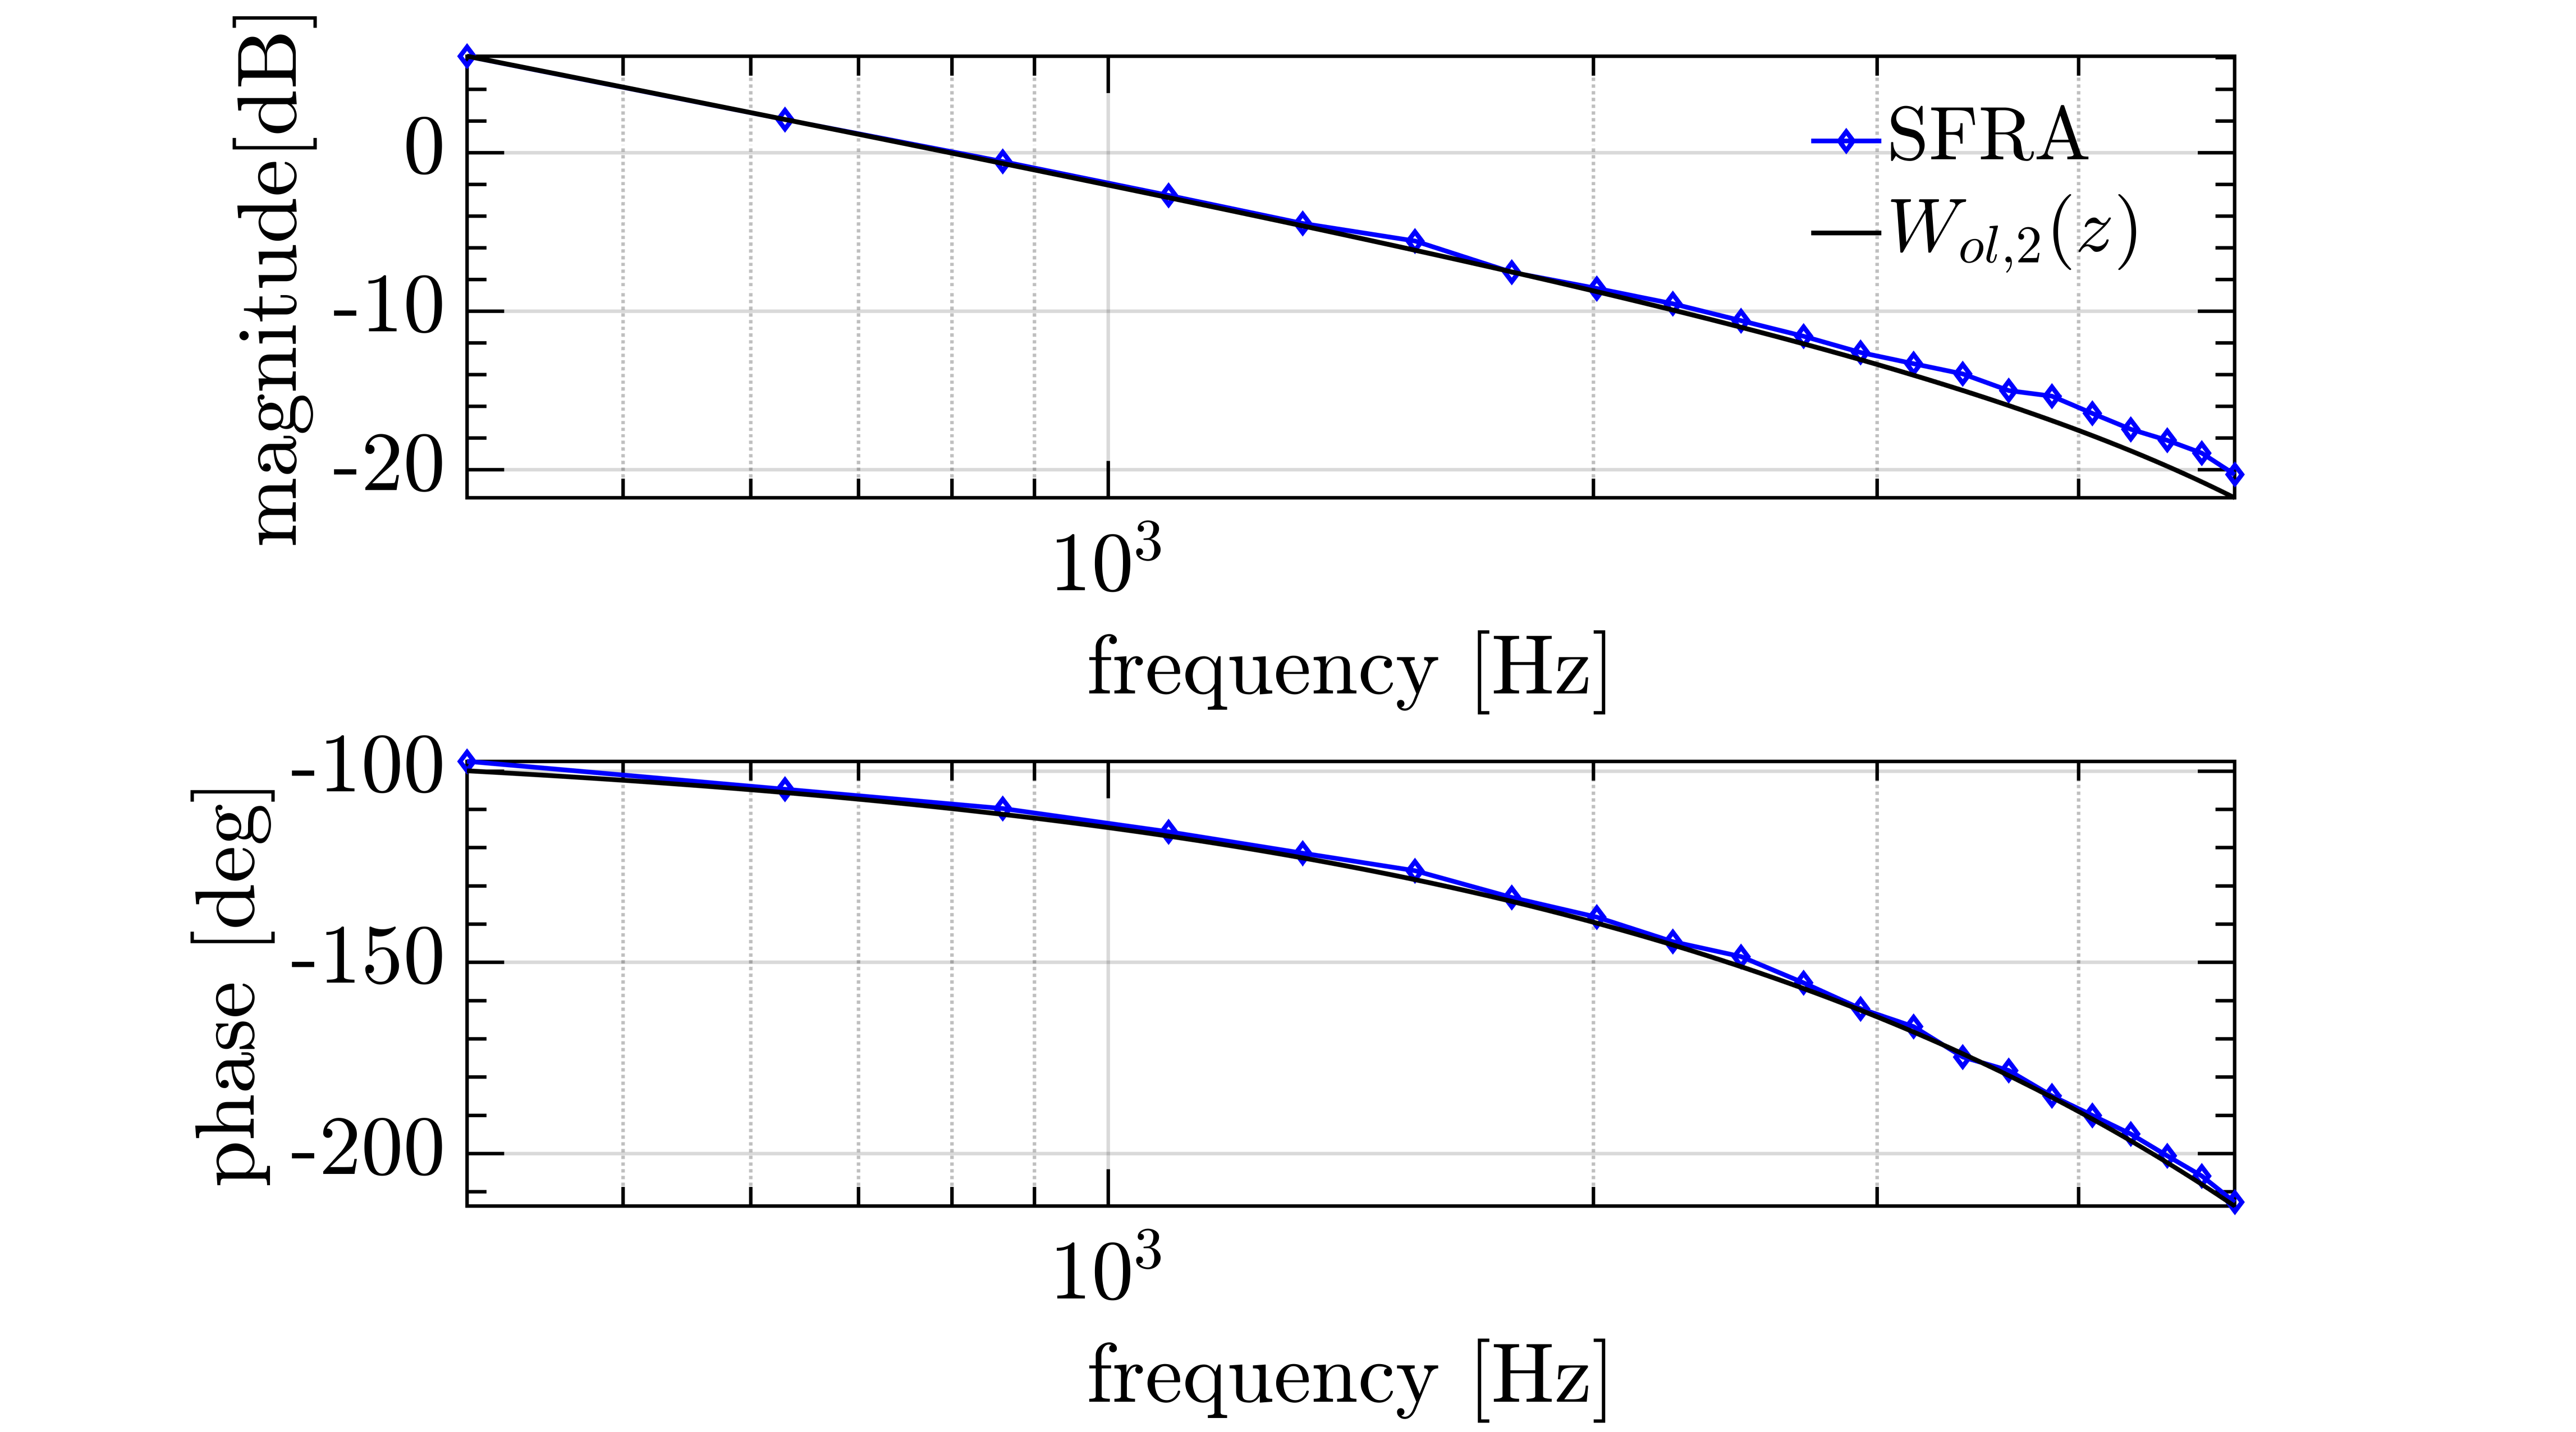 magnitude[dB]
0
-10
-20
SFRA
W_{ol,2}(z)
10^3
frequency [Hz]
phase [deg]
-100
-150
-200
10^3
frequency [Hz]